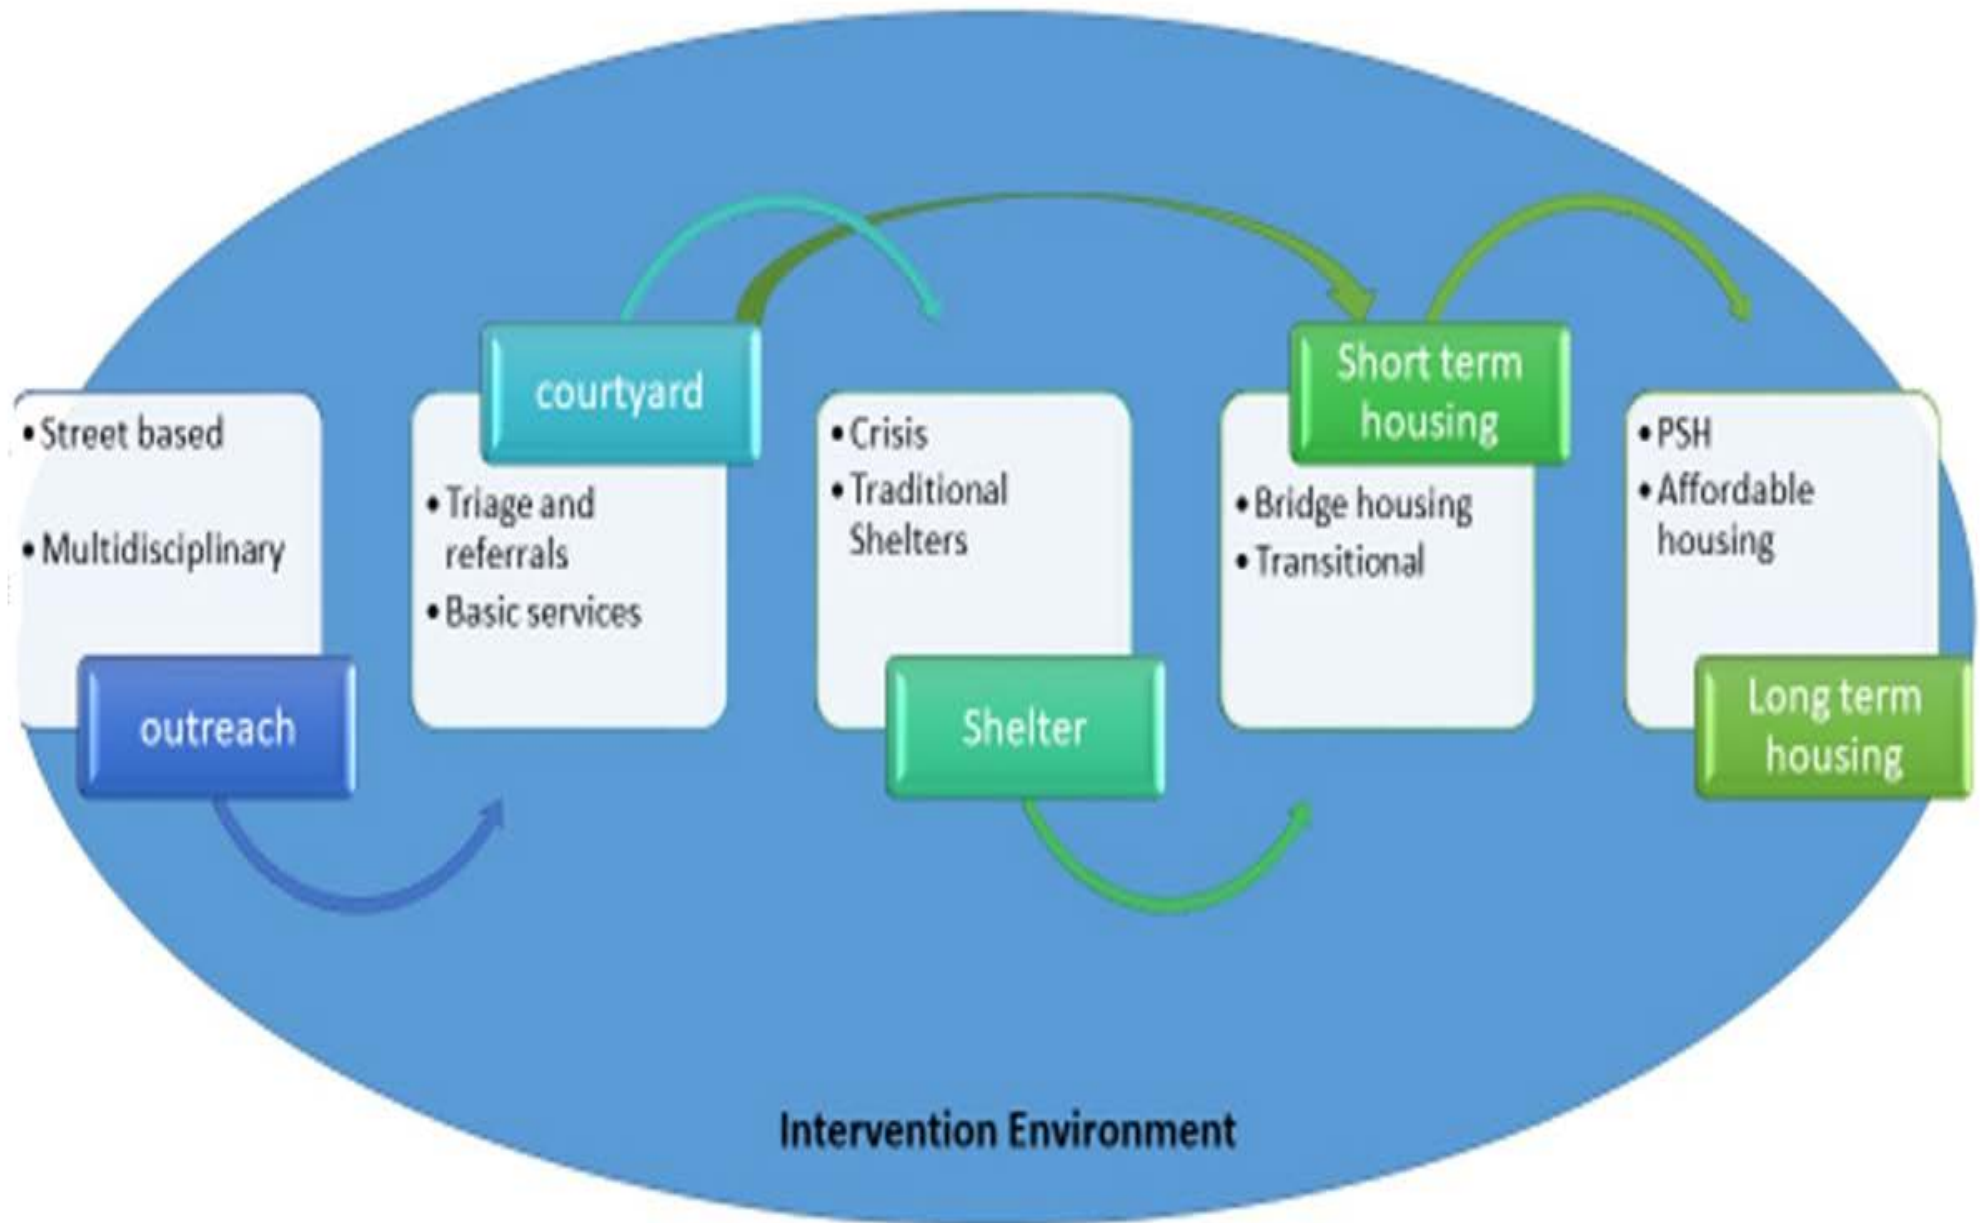 • Street based
• Multidisciplinary
outreach
courtyard
• Triage and
referrals
• Basic services
• Crisis
• Traditional
Shelters
Shelter
Short term
housing
• Bridge housing
• Transitional
• PSH
• Affordable
housing
Long term
housing
Intervention Environment